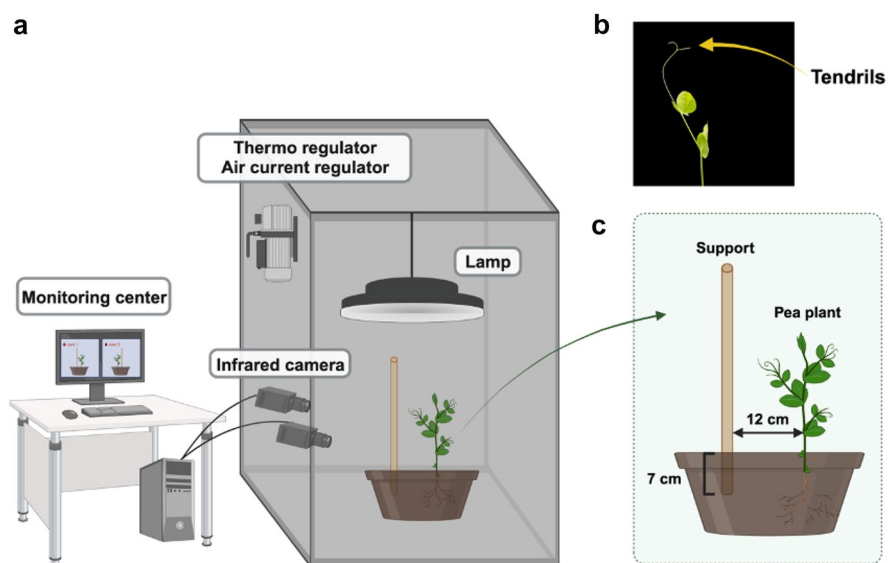 a
Thermo regulator
Air current regulator
Lamp
Monitoring center
Infrared camera
b
Tendrils
c
Support
Pea plant
12 cm
7 cm